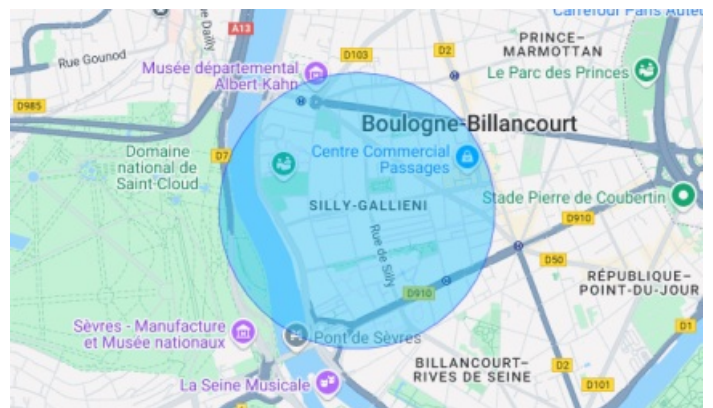 Carrefour Paris Auteu
A13
Dailly
Rue Gounod
D103
D2
PRINCE–
MARMOTTAN
Musée départemental
Albert Kahn
Le Parc des Princes
D985
Boulogne-Billancourt
Domaine
national de
Saint-Cloud
D7
Centre Commercial
Passages
Stade Pierre de Coubertin
SILLY-GALLIENI
D910
Rue de Silly
D50
RÉPUBLIQUE–
POINT-DU-JOUR
D910
Sèvres - Manufacture
et Musée nationaux
Pont de Sèvres
D1
BILLANCOURT–
RIVES DE SEINE
D2
La Seine Musicale
D101